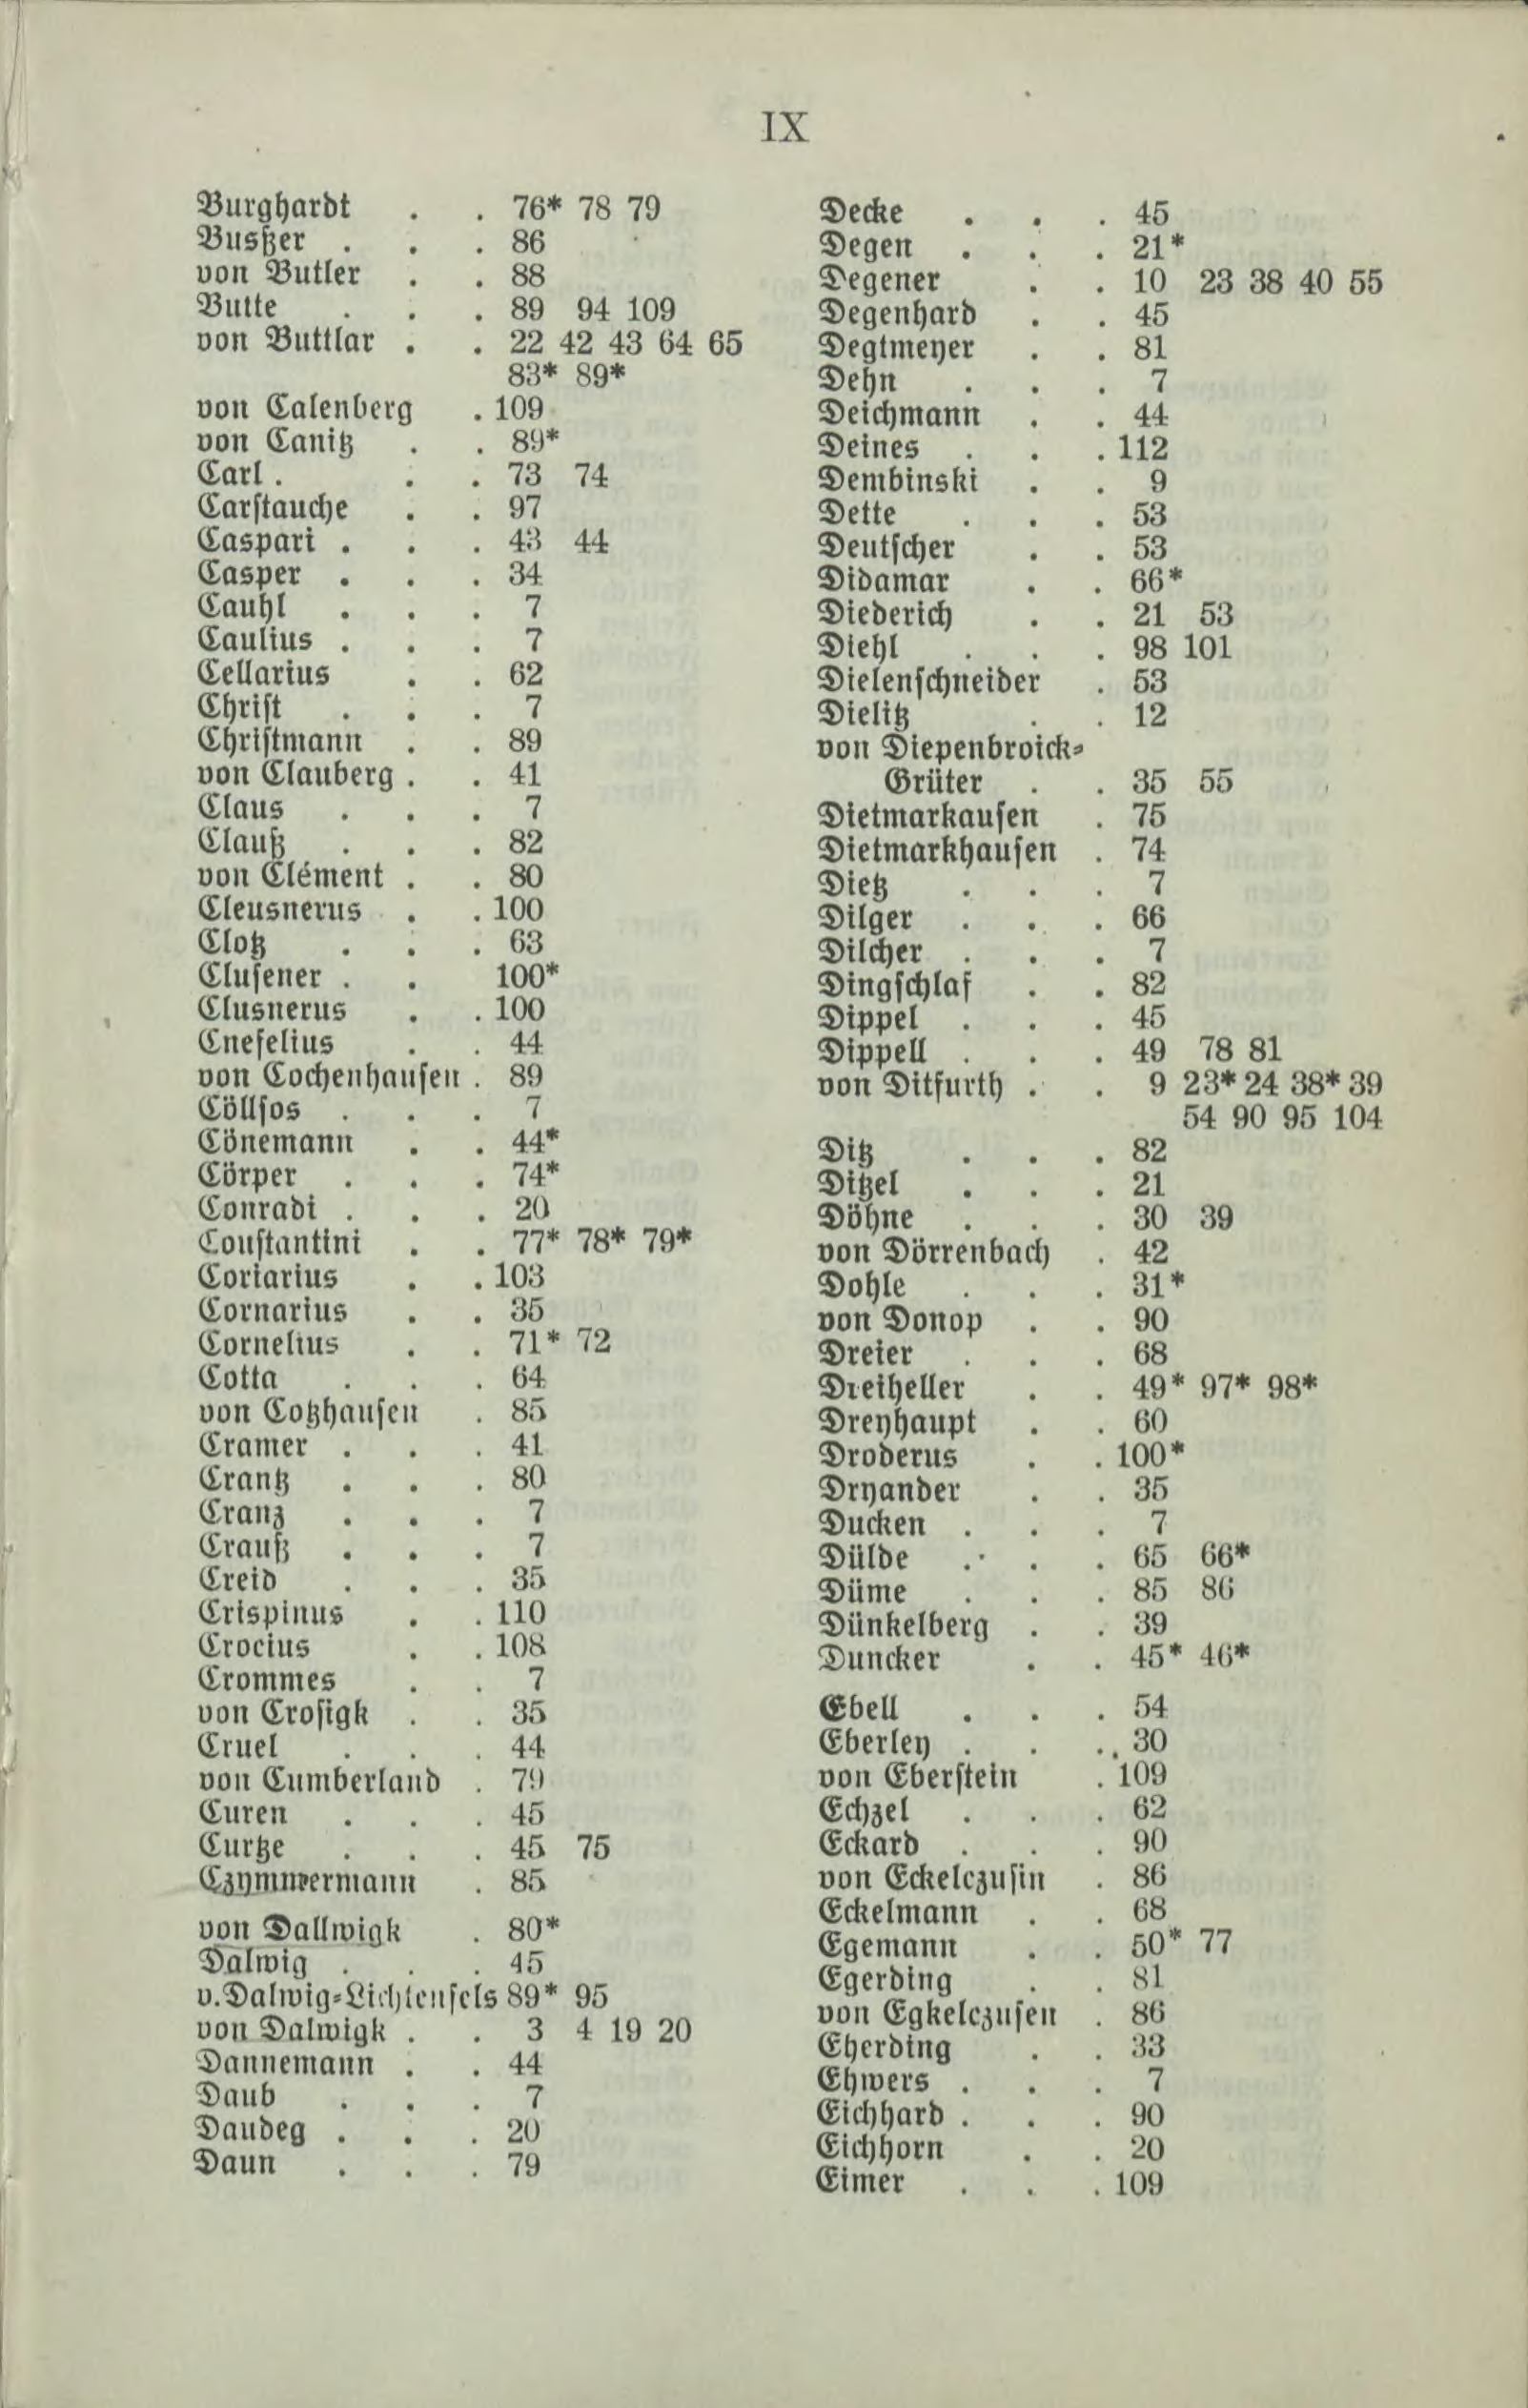 IX
Burghardt . . 76* 78 79
Bußer . . . 86
von Butler . . 88
Butte . . . 89 94 109
von Buttlar . . 22 42 43 64 65
83* 89*
von Calenberg . 109
von Canitz . . 89*
Carl . . . 73 74
Carstauche . . 97
Caspari . . . 43 44
Casper . . . 34
Cauhl . . . 7
Caulius . . . 7
Cellarius . . 62
Christ . . . 7
Christmann . . 89
von Clauberg . . 41
Claus . . . 7
Clauß . . . 82
von Clément . . 80
Cleusnerus . . 100
Clotz . . . 63
Clusener . . 100*
Clusnerus . . 100
Cnefelius . . 44
von Cochenhausen . 89
Cöllsos . . . 7
Cönemann . . 44*
Cörper . . . 74*
Conradi . . . 20
Constantini . . 77* 78* 79*
Coriarius . . 103
Cornarius . . 35
Cornelius . . 71* 72
Cotta . . . 64
von Cotzhausen . 85
Cramer . . . 41
Crantz . . . 80
Cranz . . . 7
Crauß . . . 7
Creid . . . 35
Crispinus . . 110
Crocius . . 108
Crommes . . 7
von Crosigk . . 35
Cruel . . . 44
von Cumberland . 79
Curen . . . 45
Curtze . . . 45 75
Czymmermann . 85
von Dallwigk . 80*
Dalwig . . . 45
v. Dalwig-Lichtenfels 89* 95
von Dalwigk . . 3 4 19 20
Dannemann . . 44
Daub . . . 7
Daudeg . . . 20
Daun . . . 79
Decke . . . 45
Degen . . . 21*
Degener . . 10 23 38 40 55
Degenhard . . 45
Degtmeyer . . 81
Dehn . . . 7
Deichmann . . 44
Deines . . . 112
Dembinski . . 9
Dette . . . 53
Deutscher . . 53
Didamar . . 66*
Diederich . . 21 53
Diehl . . . 98 101
Dielenschneider . 53
Dielitz . . 12
von Diepenbroick-
Grüter . . 35 55
Dietmarkausen . 75
Dietmarkhausen . 74
Dietz . . . 7
Dilger . . . 66
Dilcher . . . 7
Dingschlaf . . 82
Dippel . . . 45
Dippell . . . 49 78 81
von Ditfurth . . 9 23* 24 38* 39
54 90 95 104
Ditz . . . 82
Ditzel . . . 21
Döhne . . . 30 39
von Dörrenbach . 42
Dohle . . . 31*
von Donop . . 90
Dreier . . . 68
Dreiheller . . 49* 97* 98*
Dreyhaupt . . 60
Droderus . . 100*
Dryander . . 35
Ducken . . . 7
Dülde . . . 65 66*
Düme . . . 85 86
Dünkelberg . . 39
Duncker . . 45* 46*
Ebell . . . 54
Eberley . . . 30
von Eberstein . 109
Echzel . . . 62
Eckard . . . 90
von Eckelczusin . 86
Eckelmann . . 68
Egemann . . 50* 77
Egerding . . 81
von Egkelczusen . 86
Eherding . . 33
Ehwers . . . 7
Eichhard . . . 90
Eichhorn . . 20
Eimer . . . 109